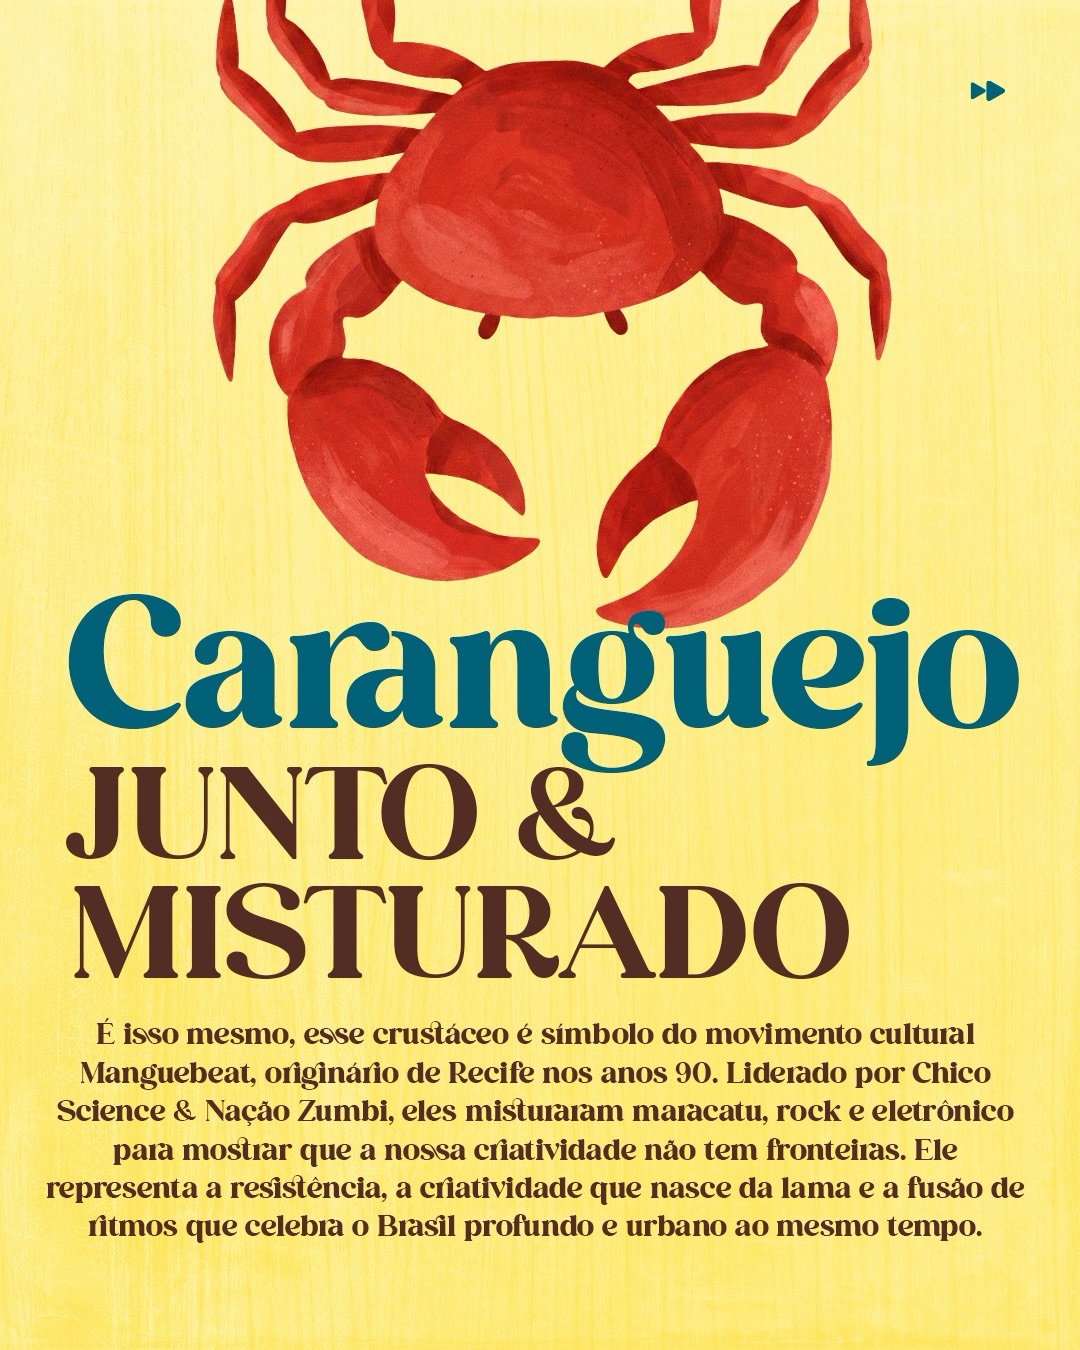 Caranguejo
JUNTO &
MISTURADO
É isso mesmo, esse crustáceo é símbolo do movimento cultural
Manguebeat, originário de Recife nos anos 90. Liderado por Chico
Science & Nação Zumbi, eles misturaram maracatu, rock e eletrônico
para mostrar que a nossa criatividade não tem fronteiras. Ele
representa a resistência, a criatividade que nasce da lama e a fusão de
ritmos que celebra o Brasil profundo e urbano ao mesmo tempo.